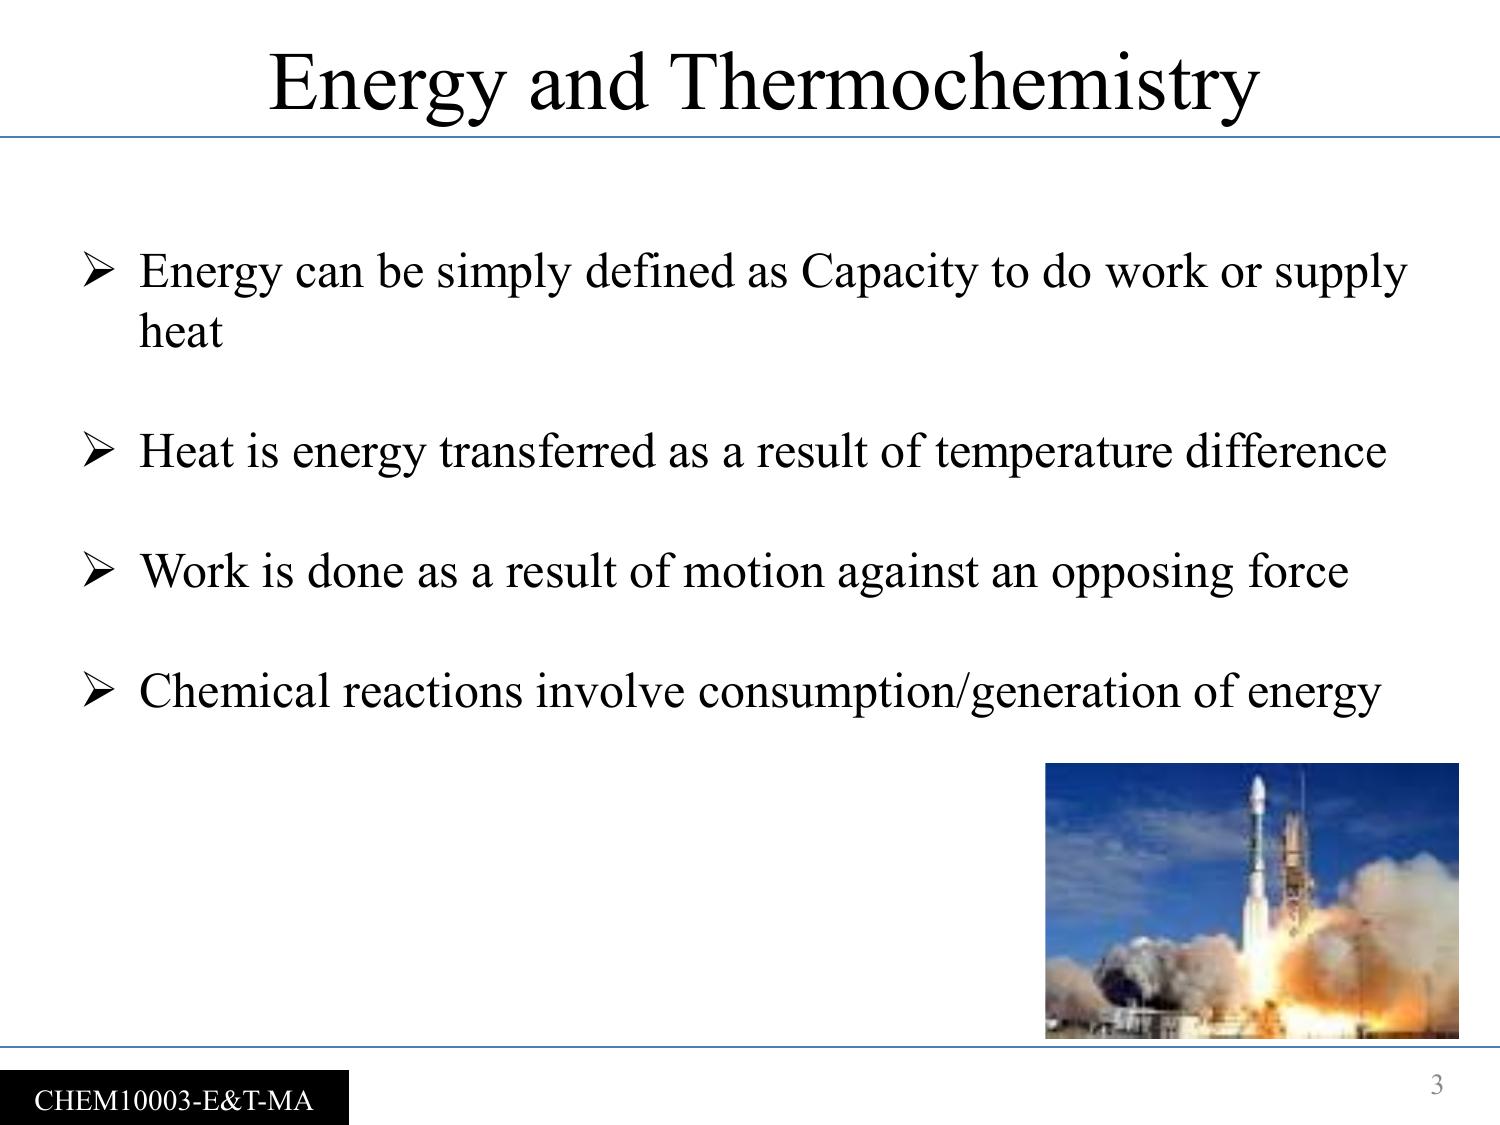 Energy and Thermochemistry
➢ Energy can be simply defined as Capacity to do work or supply
heat
➢ Heat is energy transferred as a result of temperature difference
➢ Work is done as a result of motion against an opposing force
➢ Chemical reactions involve consumption/generation of energy
CHEM10003-E&T-MA
3